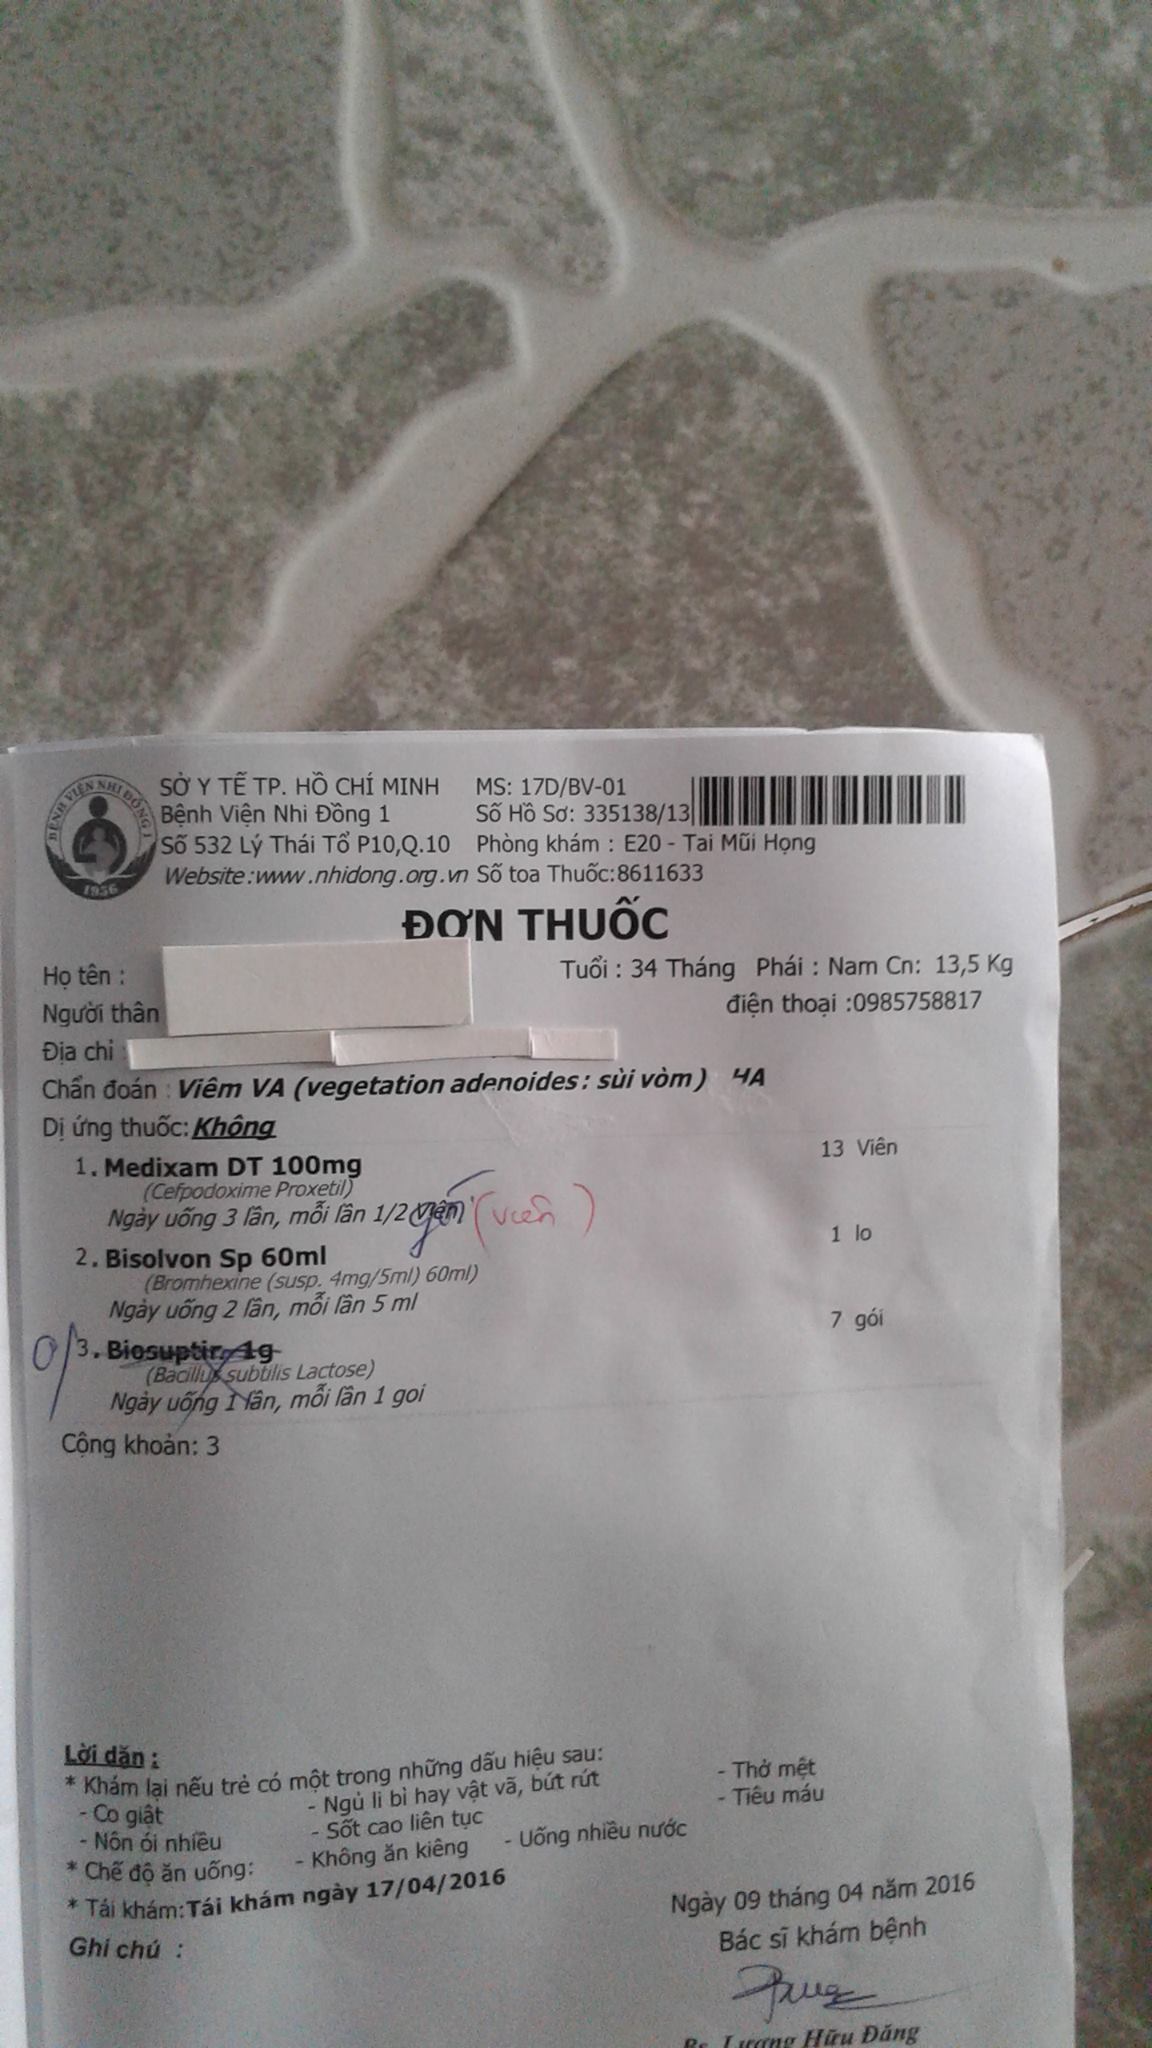 SỞ Y TẾ TP. HỒ CHÍ MINH MS: 17D/BV-01
Bệnh Viện Nhi Đồng 1 Số Hồ Sơ: 335138/13
Số 532 Lý Thái Tổ P10,Q.10 Phòng khám : E20 - Tai Mũi Họng
Website:www.nhidong.org.vn Số toa Thuốc:8611633
BỆNH VIỆN NHI ĐỒNG 1
1956
ĐƠN THUỐC
Họ tên : Tuổi : 34 Tháng Phái : Nam Cn: 13,5 Kg
Người thân điện thoại :0985758817
Địa chỉ :
Chẩn đoán : Viêm VA (vegetation adenoides: sùi vòm)
Dị ứng thuốc:Không
1. Medixam DT 100mg 13 Viên
(Cefpodoxime Proxetil)
Ngày uống 3 lần, mỗi lần 1/2 viên gói (viên)
2. Bisolvon Sp 60ml 1 lo
(Bromhexine (susp. 4mg/5ml) 60ml)
Ngày uống 2 lần, mỗi lần 5 ml
3. Biosuptin 1g 7 gói
(Bacillus subtilis Lactose)
Ngày uống 1 lần, mỗi lần 1 goi
Cộng khoản: 3
Lời dặn :
* Khám lại nếu trẻ có một trong những dấu hiệu sau:
- Co giật - Ngủ li bì hay vật vã, bứt rứt - Thở mệt
- Nôn ói nhiều - Sốt cao liên tục - Tiêu máu
* Chế độ ăn uống: - Không ăn kiêng - Uống nhiều nước
* Tái khám:Tái khám ngày 17/04/2016
Ghi chú :
Ngày 09 tháng 04 năm 2016
Bác sĩ khám bệnh
Bs. Lương Hữu Đăng